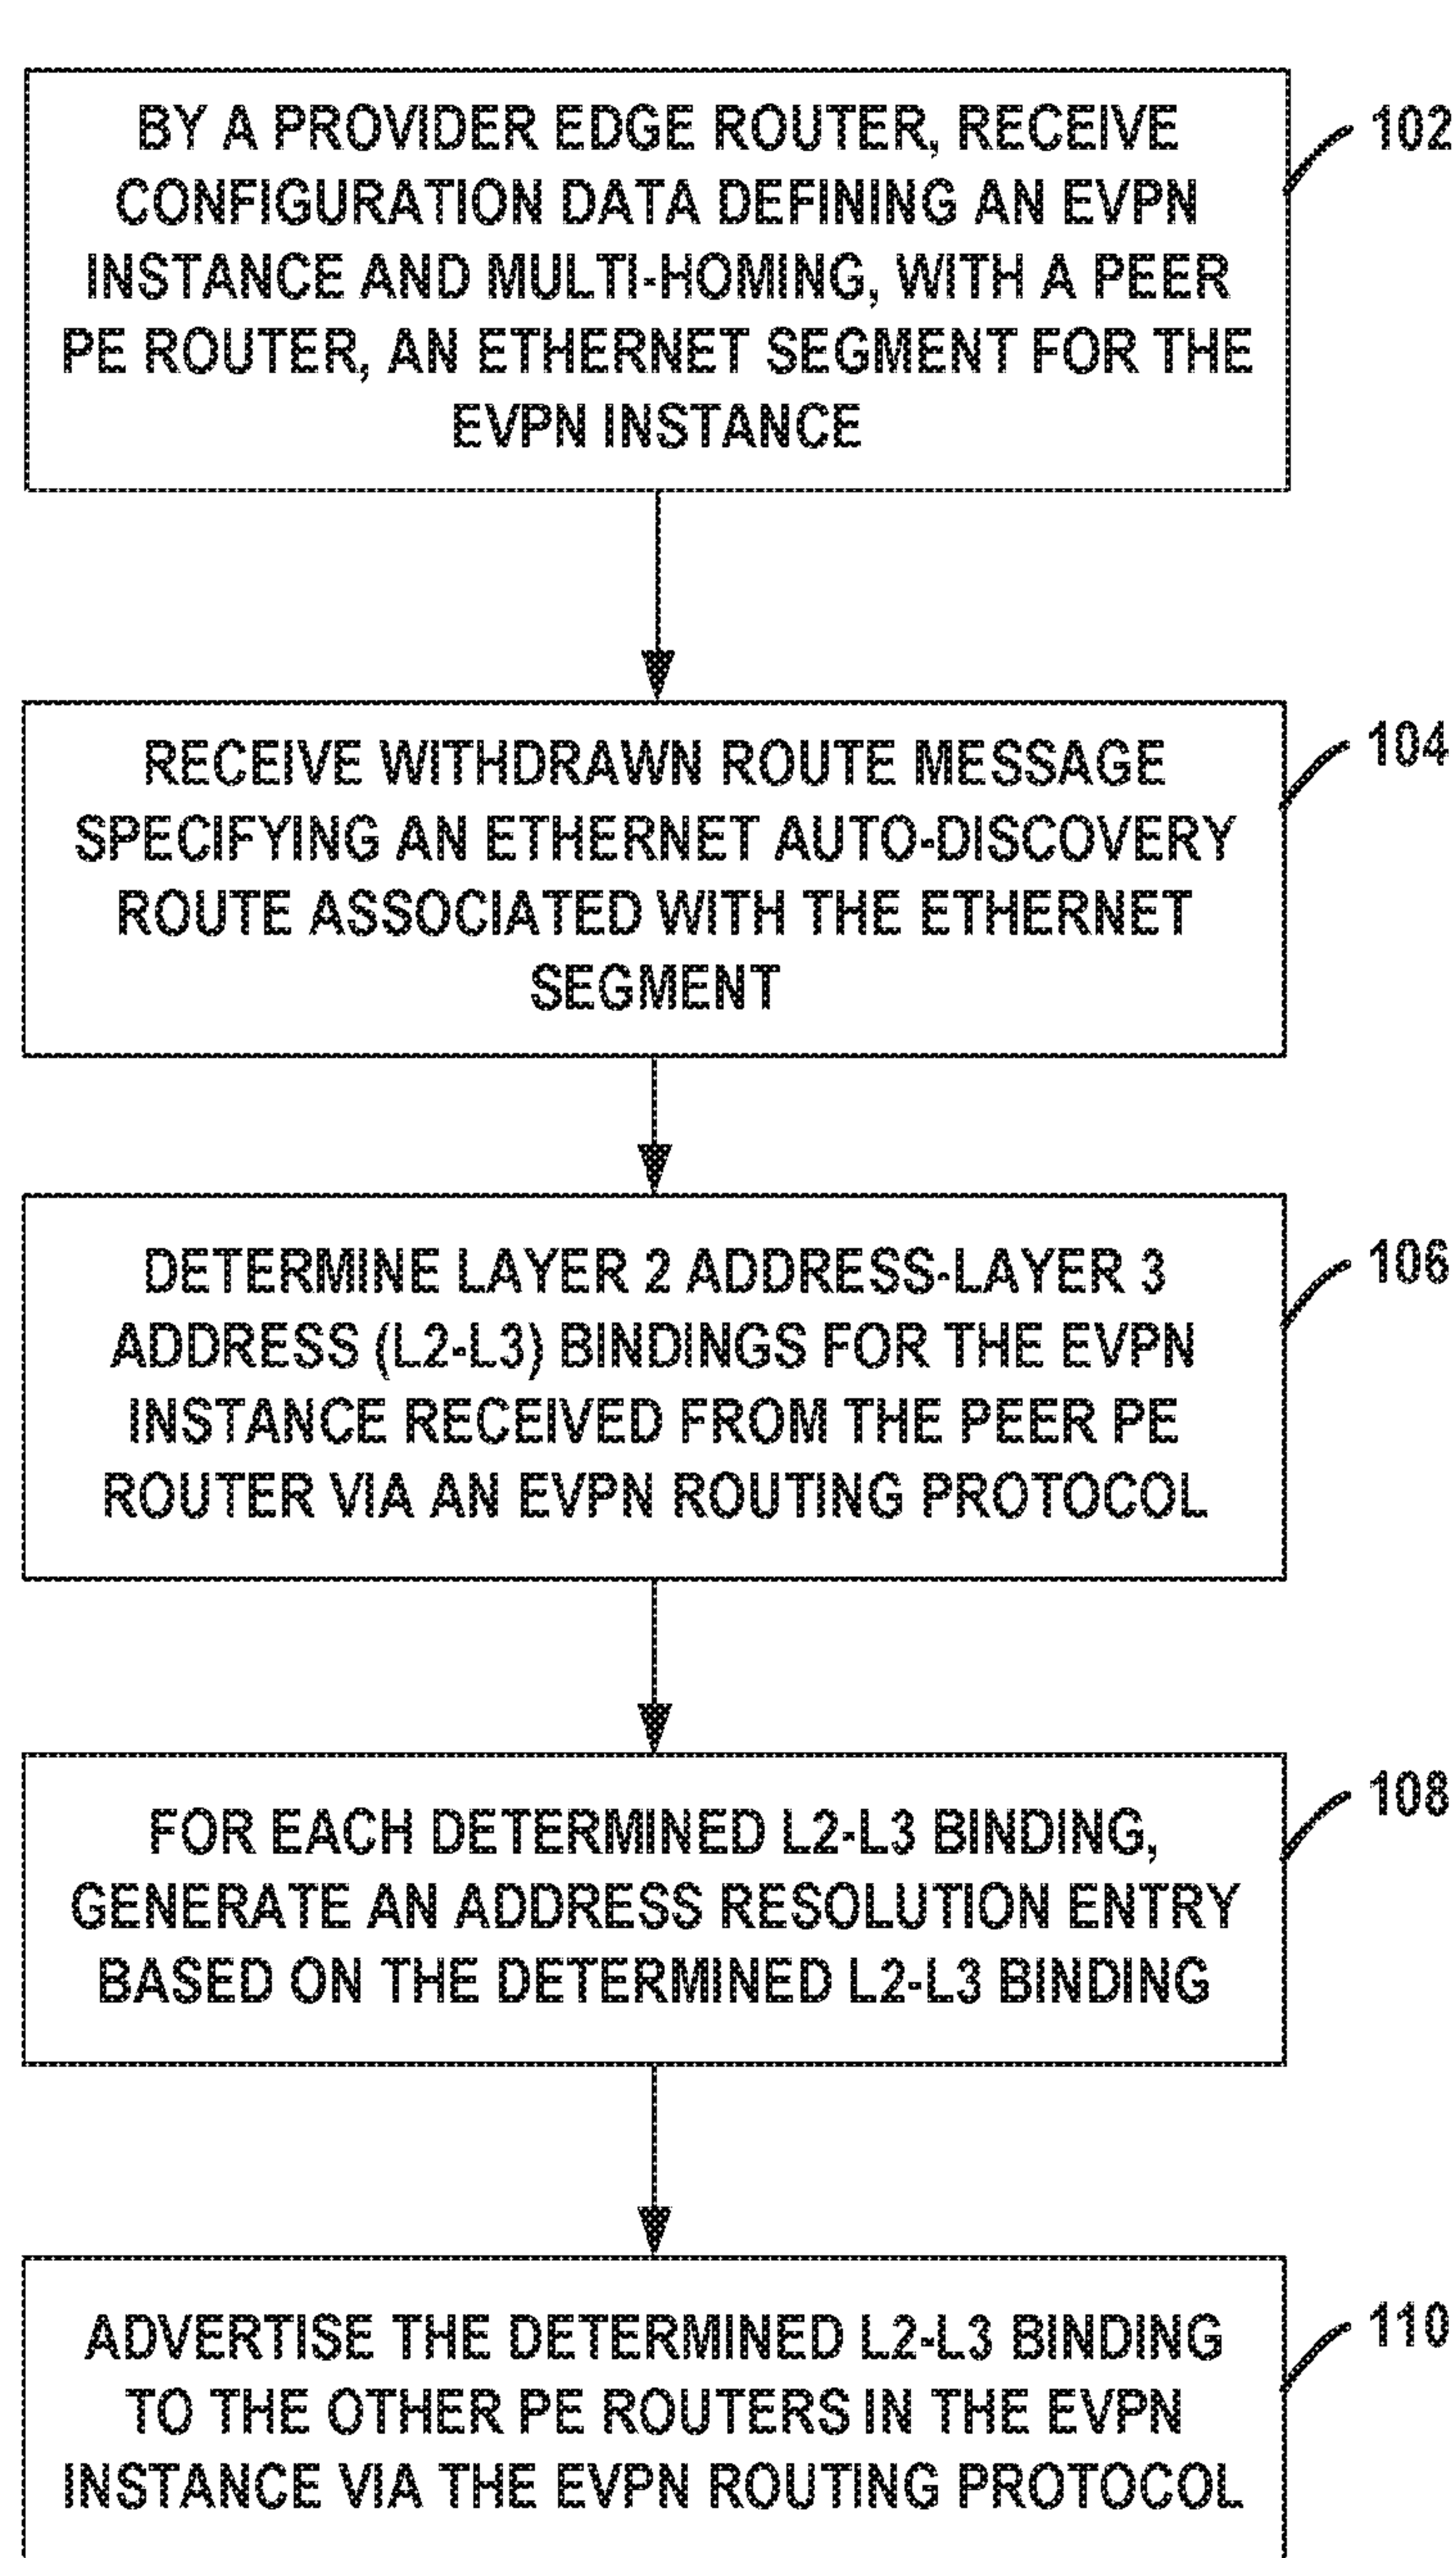 BY A PROVIDER EDGE ROUTER, RECEIVE
CONFIGURATION DATA DEFINING AN EVPN
INSTANCE AND MULTI-HOMING, WITH A PEER
PE ROUTER, AN ETHERNET SEGMENT FOR THE
EVPN INSTANCE
102
RECEIVE WITHDRAWN ROUTE MESSAGE
SPECIFYING AN ETHERNET AUTO-DISCOVERY
ROUTE ASSOCIATED WITH THE ETHERNET
SEGMENT
104
DETERMINE LAYER 2 ADDRESS-LAYER 3
ADDRESS (L2-L3) BINDINGS FOR THE EVPN
INSTANCE RECEIVED FROM THE PEER PE
ROUTER VIA AN EVPN ROUTING PROTOCOL
106
FOR EACH DETERMINED L2-L3 BINDING,
GENERATE AN ADDRESS RESOLUTION ENTRY
BASED ON THE DETERMINED L2-L3 BINDING
108
ADVERTISE THE DETERMINED L2-L3 BINDING
TO THE OTHER PE ROUTERS IN THE EVPN
INSTANCE VIA THE EVPN ROUTING PROTOCOL
110